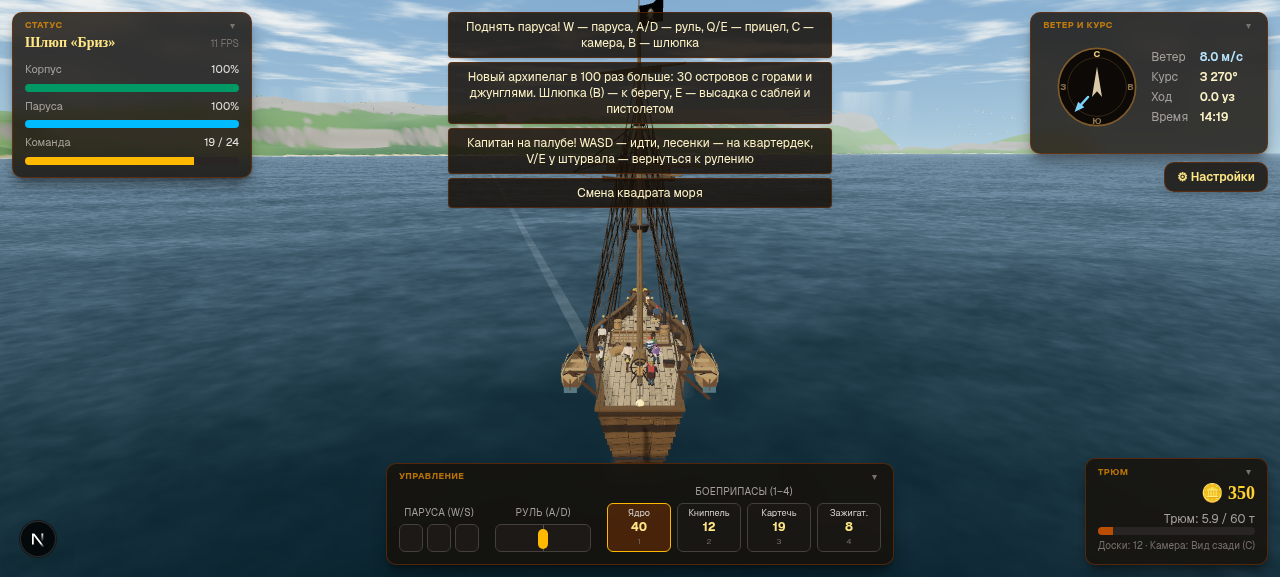 СТАТУС
Шлюп «Бриз»
11 FPS
Корпус 100%
Паруса 100%
Команда 19 / 24
Поднять паруса! W — паруса, A/D — руль, Q/E — прицел, C —
камера, B — шлюпка
Новый архипелаг в 100 раз больше: 30 островов с горами и
джунглями. Шлюпка (B) — к берегу, E — высадка с саблей и
пистолетом
Капитан на палубе! WASD — идти, лесенки — на квартердек,
V/E у штурвала — вернуться к рулению
Смена квадрата моря
ВЕТЕР И КУРС
С
З
В
Ю
Ветер 8.0 м/с
Курс З 270°
Ход 0.0 уз
Время 14:19
⚙ Настройки
УПРАВЛЕНИЕ
ПАРУСА (W/S)
РУЛЬ (A/D)
БОЕПРИПАСЫ (1–4)
Ядро
40
1
Книппель
12
2
Картечь
19
3
Зажигат.
8
4
ТРЮМ
350
Трюм: 5.9 / 60 т
Доски: 12 · Камера: Вид сзади (C)
N